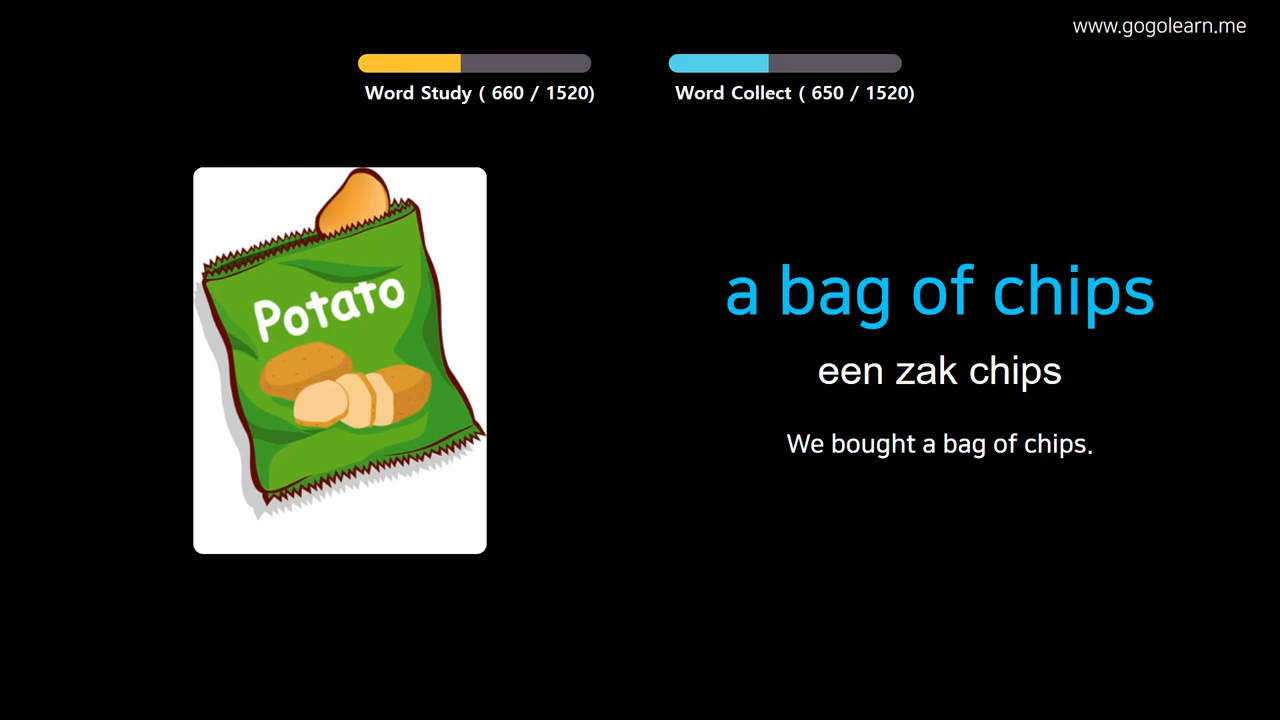 www.gogolearn.me
Word Study ( 660 / 1520)
Word Collect ( 650 / 1520)
Potato
a bag of chips
een zak chips
We bought a bag of chips.